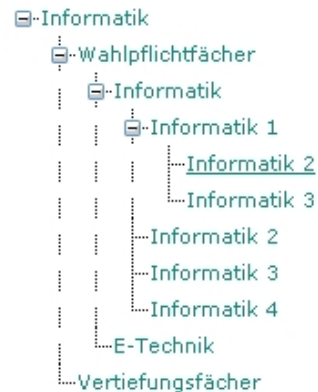 Informatik
Wahlpflichtfächer
Informatik
Informatik 1
Informatik 2
Informatik 3
Informatik 2
Informatik 3
Informatik 4
E-Technik
Vertiefungsfächer